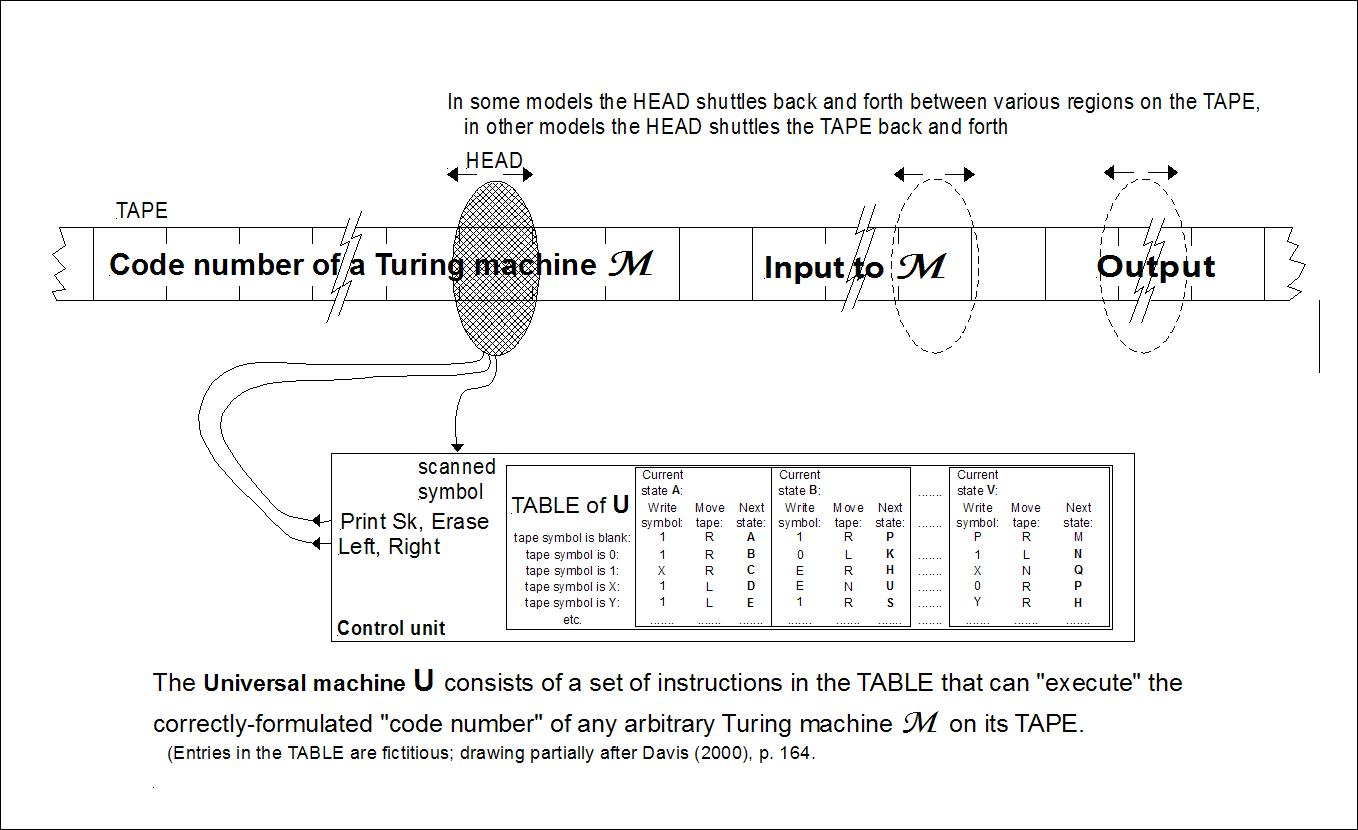 In some models the HEAD shuttles back and forth between various regions on the TAPE,
in other models the HEAD shuttles the TAPE back and forth
HEAD
TAPE
Code number of a Turing machine ℳ
Input to ℳ
Output
scanned
symbol
Print Sk, Erase
Left, Right
Control unit
TABLE of U
Current Current Current
state A: state B: ....... state V:
Write Move Next Write Move Next Write Move Next
symbol: tape: state: symbol: tape: state: ....... symbol: tape: state:
tape symbol is blank: 1 R A 1 R P ....... P R M
tape symbol is 0: 1 R B 0 L K ....... 1 L N
tape symbol is 1: X R C E R H ....... X N Q
tape symbol is X: 1 L D E N U ....... 0 R P
tape symbol is Y: 1 L E 1 R S ....... Y R H
etc. ....... ....... ....... ....... ....... ....... ....... ....... ....... .......
The Universal machine U consists of a set of instructions in the TABLE that can "execute" the
correctly-formulated "code number" of any arbitrary Turing machine ℳ on its TAPE.
(Entries in the TABLE are fictitious; drawing partially after Davis (2000), p. 164.